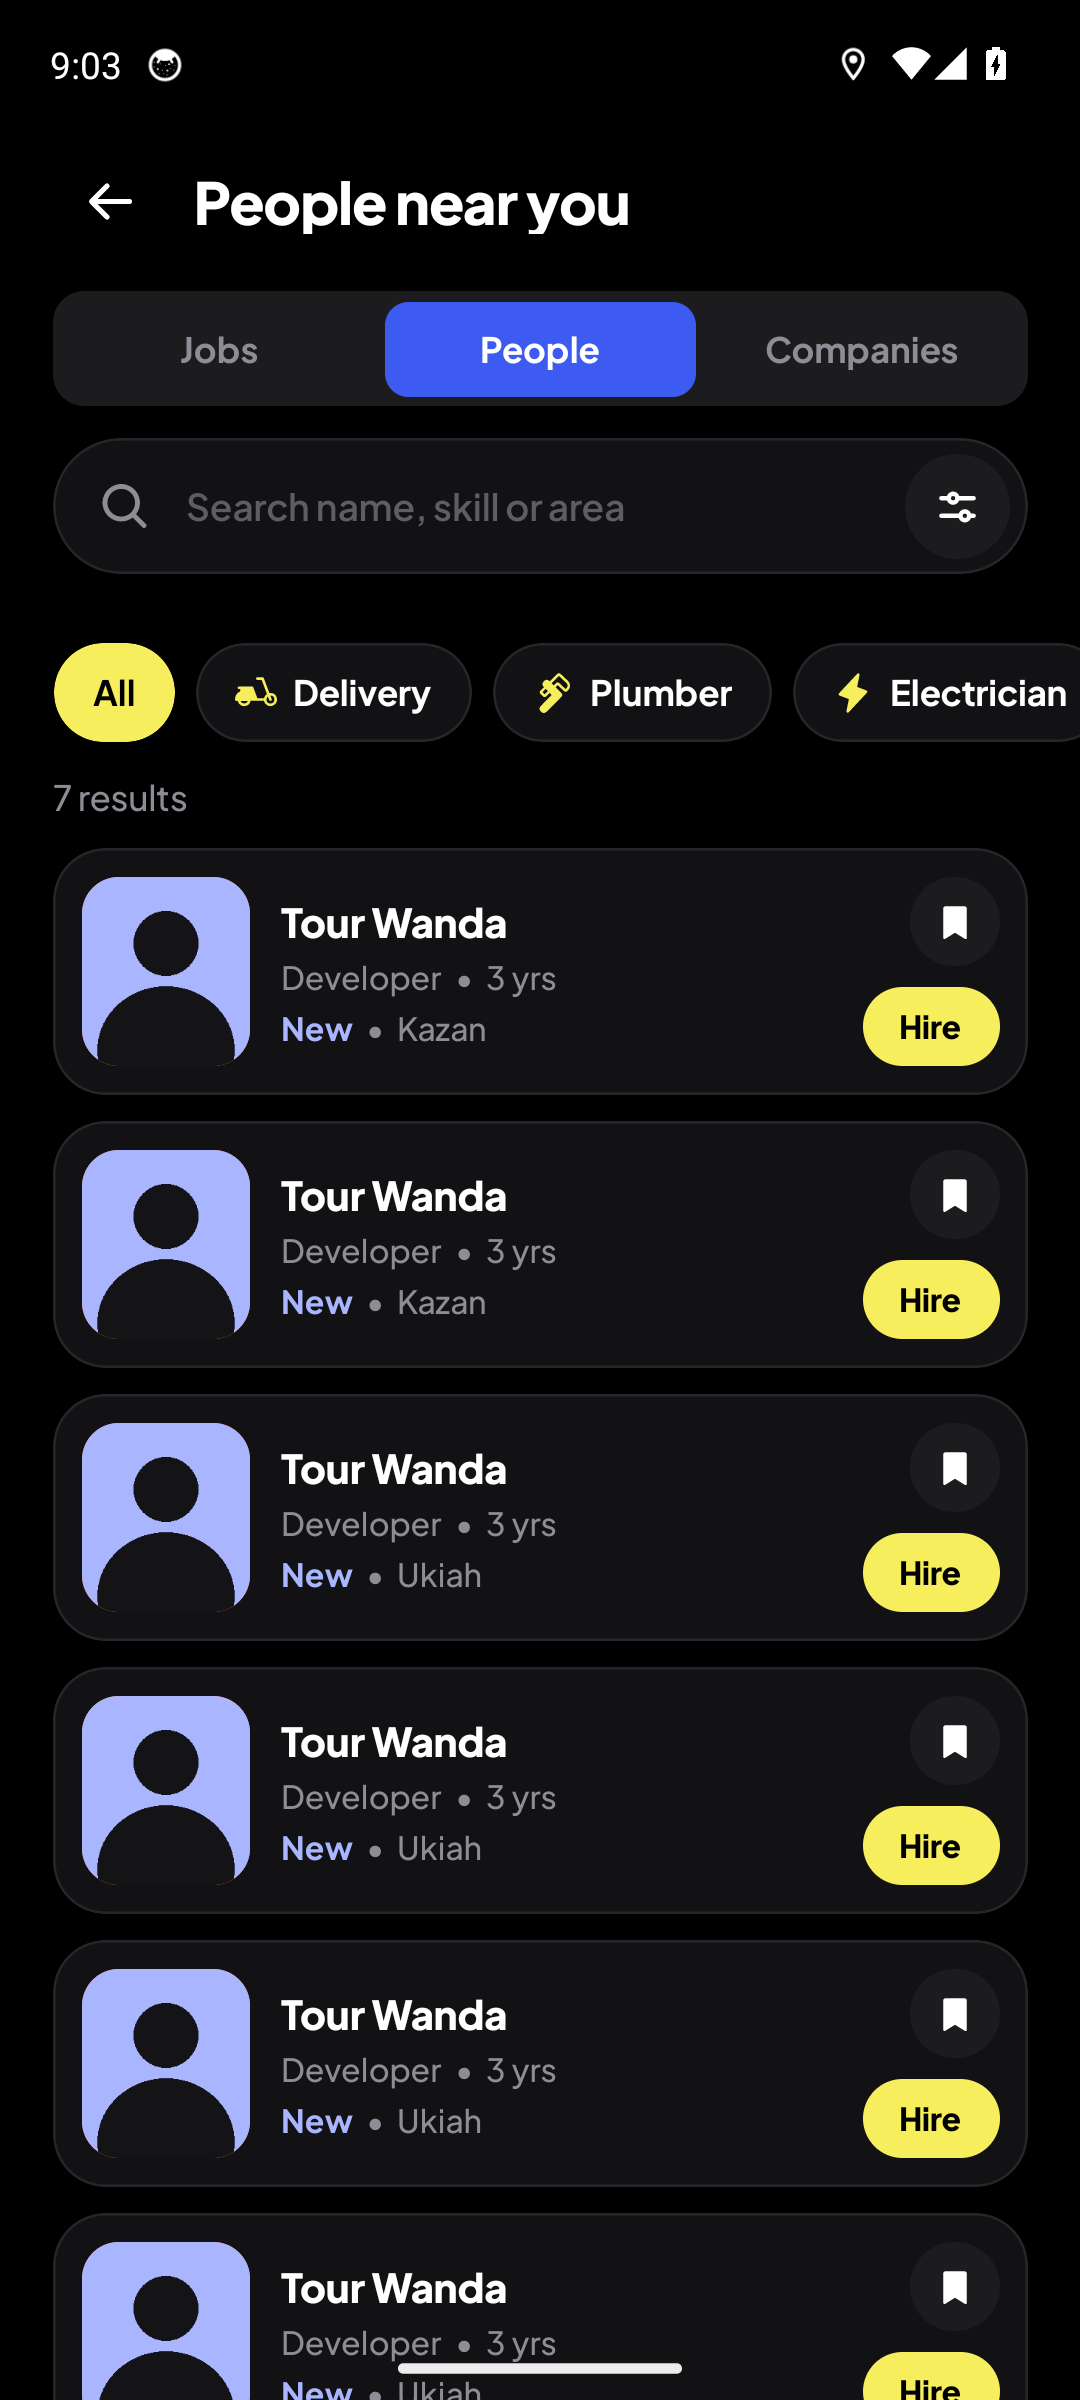 9:03
People near you
Jobs People Companies
Search name, skill or area
All Delivery Plumber Electrician
7 results
Tour Wanda
Developer • 3 yrs
New • Kazan
Hire
Tour Wanda
Developer • 3 yrs
New • Kazan
Hire
Tour Wanda
Developer • 3 yrs
New • Ukiah
Hire
Tour Wanda
Developer • 3 yrs
New • Ukiah
Hire
Tour Wanda
Developer • 3 yrs
New • Ukiah
Hire
Tour Wanda
Developer • 3 yrs
New • Ukiah
Hire